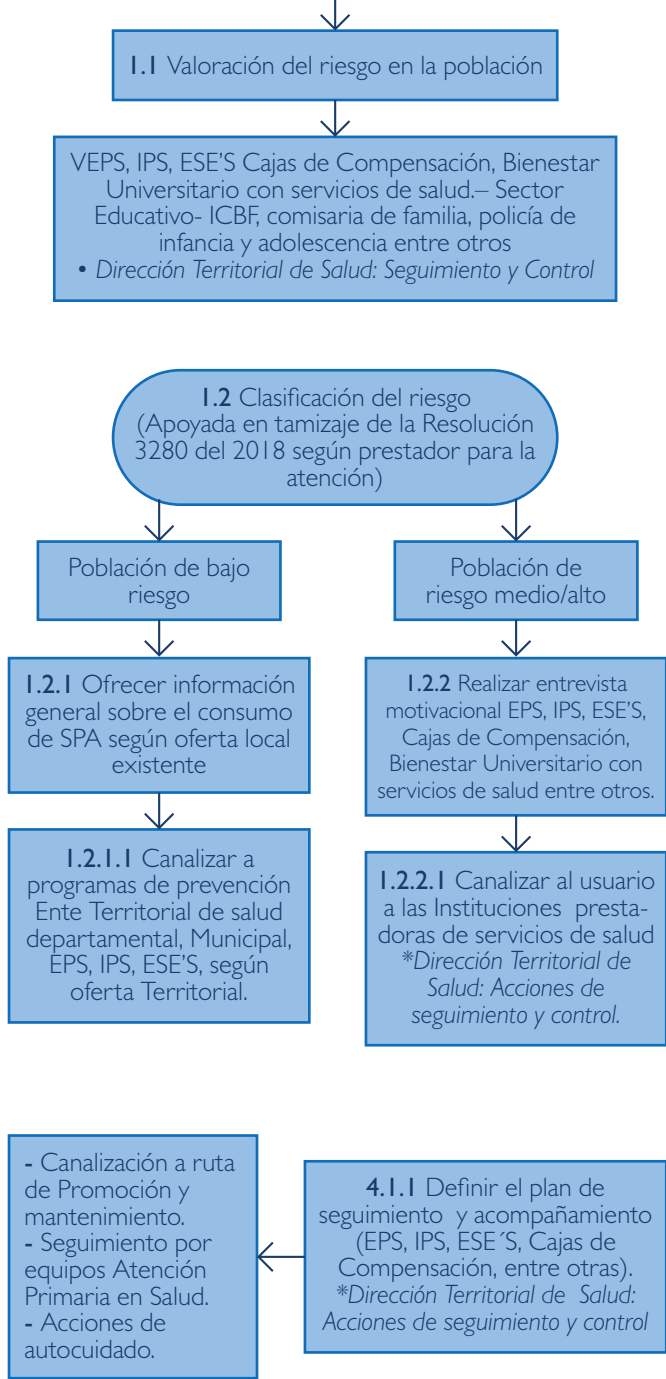 1.1 Valoración del riesgo en la población
VEPS, IPS, ESE'S Cajas de Compensación, Bienestar
Universitario con servicios de salud.– Sector
Educativo- ICBF, comisaria de familia, policía de
infancia y adolescencia entre otros
• Dirección Territorial de Salud: Seguimiento y Control
1.2 Clasificación del riesgo
(Apoyada en tamizaje de la Resolución
3280 del 2018 según prestador para la
atención)
Población de bajo
riesgo
Población de
riesgo medio/alto
1.2.1 Ofrecer información
general sobre el consumo
de SPA según oferta local
existente
1.2.2 Realizar entrevista
motivacional EPS, IPS, ESE'S,
Cajas de Compensación,
Bienestar Universitario con
servicios de salud entre otros.
1.2.1.1 Canalizar a
programas de prevención
Ente Territorial de salud
departamental, Municipal,
EPS, IPS, ESE'S, según
oferta Territorial.
1.2.2.1 Canalizar al usuario
a las Instituciones presta-
doras de servicios de salud
*Dirección Territorial de
Salud: Acciones de
seguimiento y control.
- Canalización a ruta
de Promoción y
mantenimiento.
- Seguimiento por
equipos Atención
Primaria en Salud.
- Acciones de
autocuidado.
4.1.1 Definir el plan de
seguimiento y acompañamiento
(EPS, IPS, ESE´S, Cajas de
Compensación, entre otras).
*Dirección Territorial de Salud:
Acciones de seguimiento y control